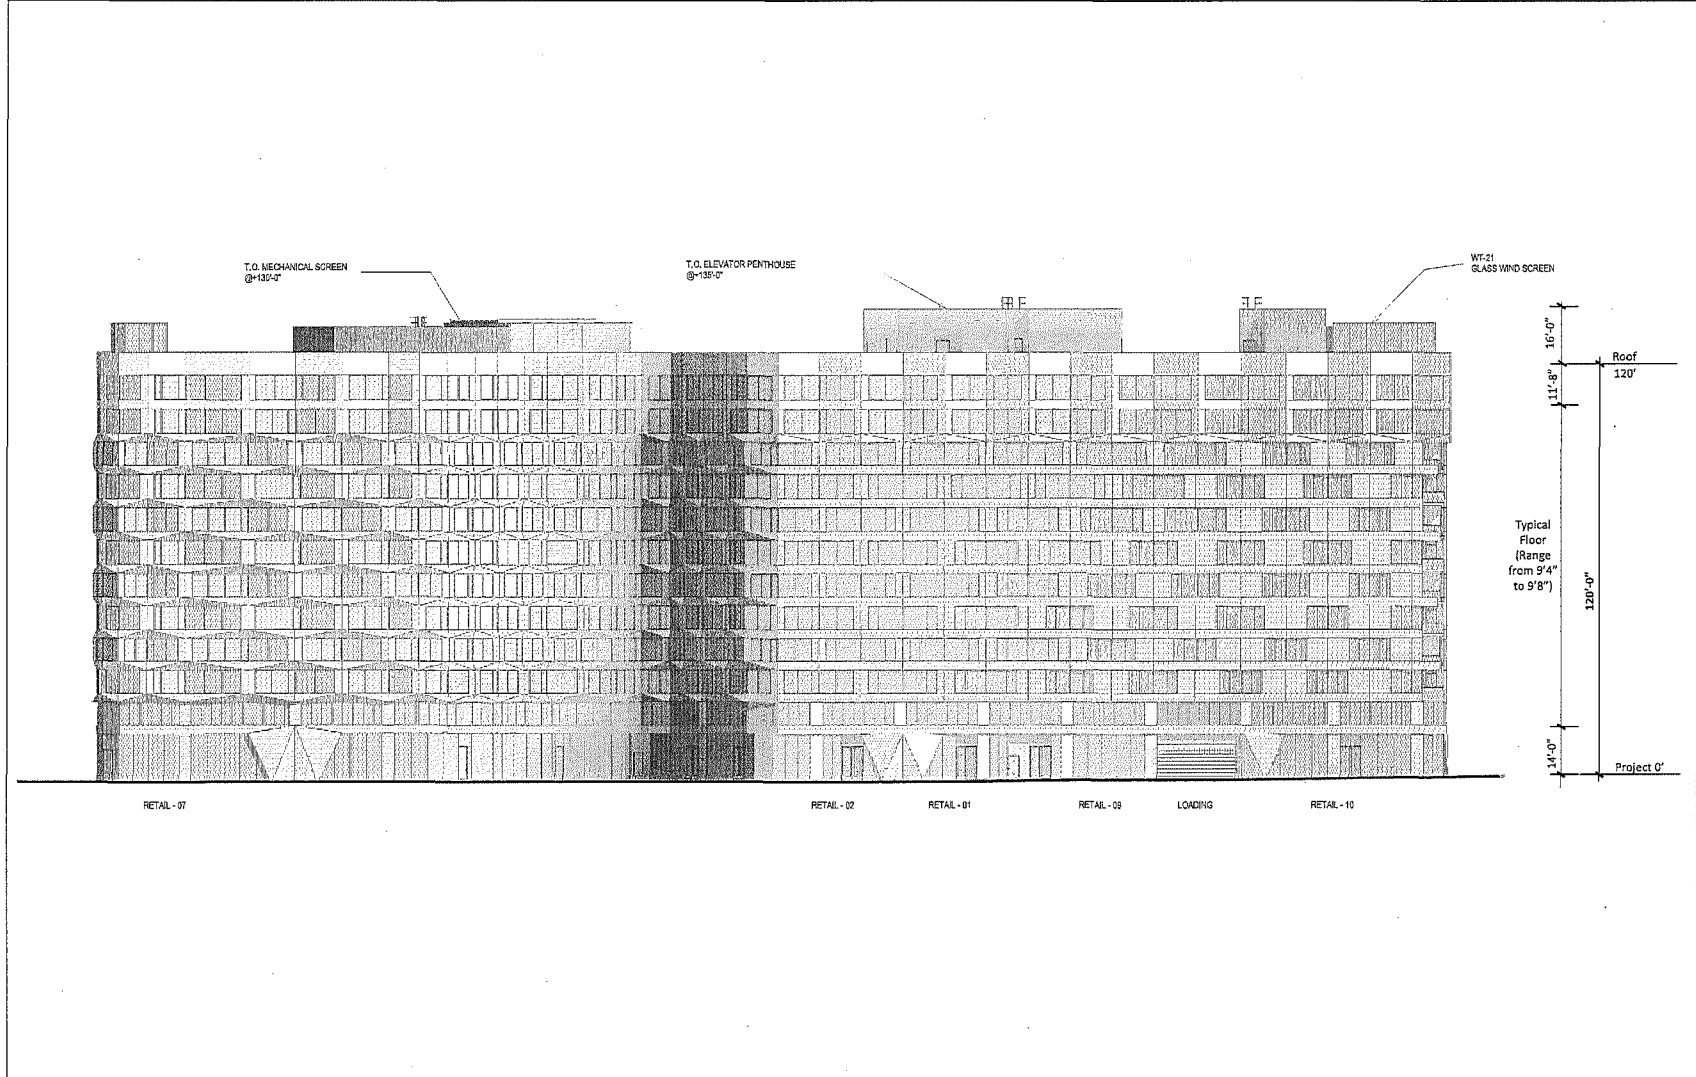 T.O. MECHANICAL SCREEN
@+130'-0"
T.O. ELEVATOR PENTHOUSE
@+135'-0"
WT-21
GLASS WIND SCREEN
16'-0"
Roof
120'
11'-8"
Typical
Floor
(Range
from 9'4"
to 9'8")
120'-0"
14'-0"
Project 0'
RETAIL - 07
RETAIL - 02
RETAIL - 01
RETAIL - 09
LOADING
RETAIL - 10